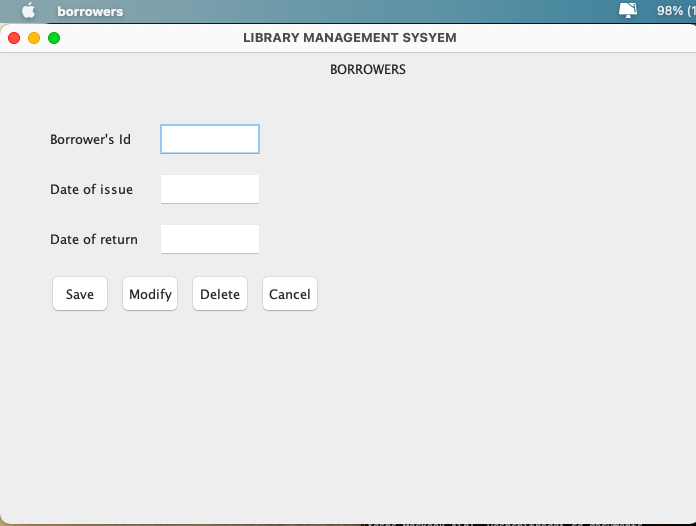 borrowers 98% (1
LIBRARY MANAGEMENT SYSYEM
BORROWERS
Borrower's Id
Date of issue
Date of return
Save Modify Delete Cancel